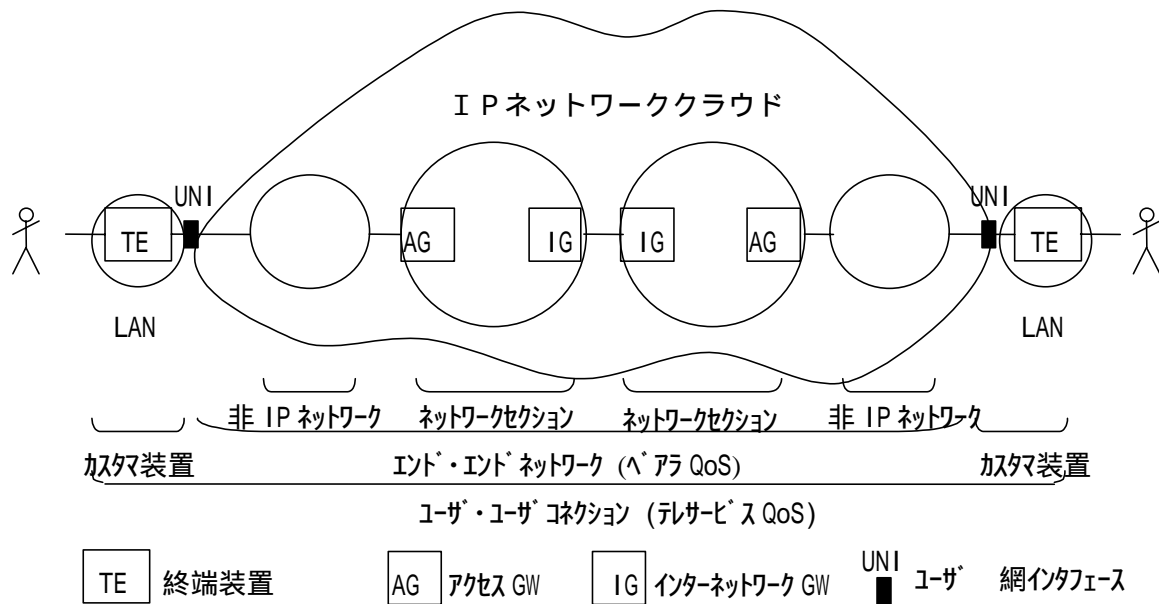 IPネットワーククラウド
UNI
UNI
TE
AG
IG
IG
AG
TE
LAN
LAN
非 IP ネットワーク
ネットワークセクション
ネットワークセクション
非 IP ネットワーク
カスタマ装置
エンド・エンドネットワーク (ベアラ QoS)
カスタマ装置
ユーザ・ユーザコネクション (テレサービス QoS)
TE 終端装置
AG アクセス GW
IG インターネットワーク GW
UNI ユーザ 網インタフェース